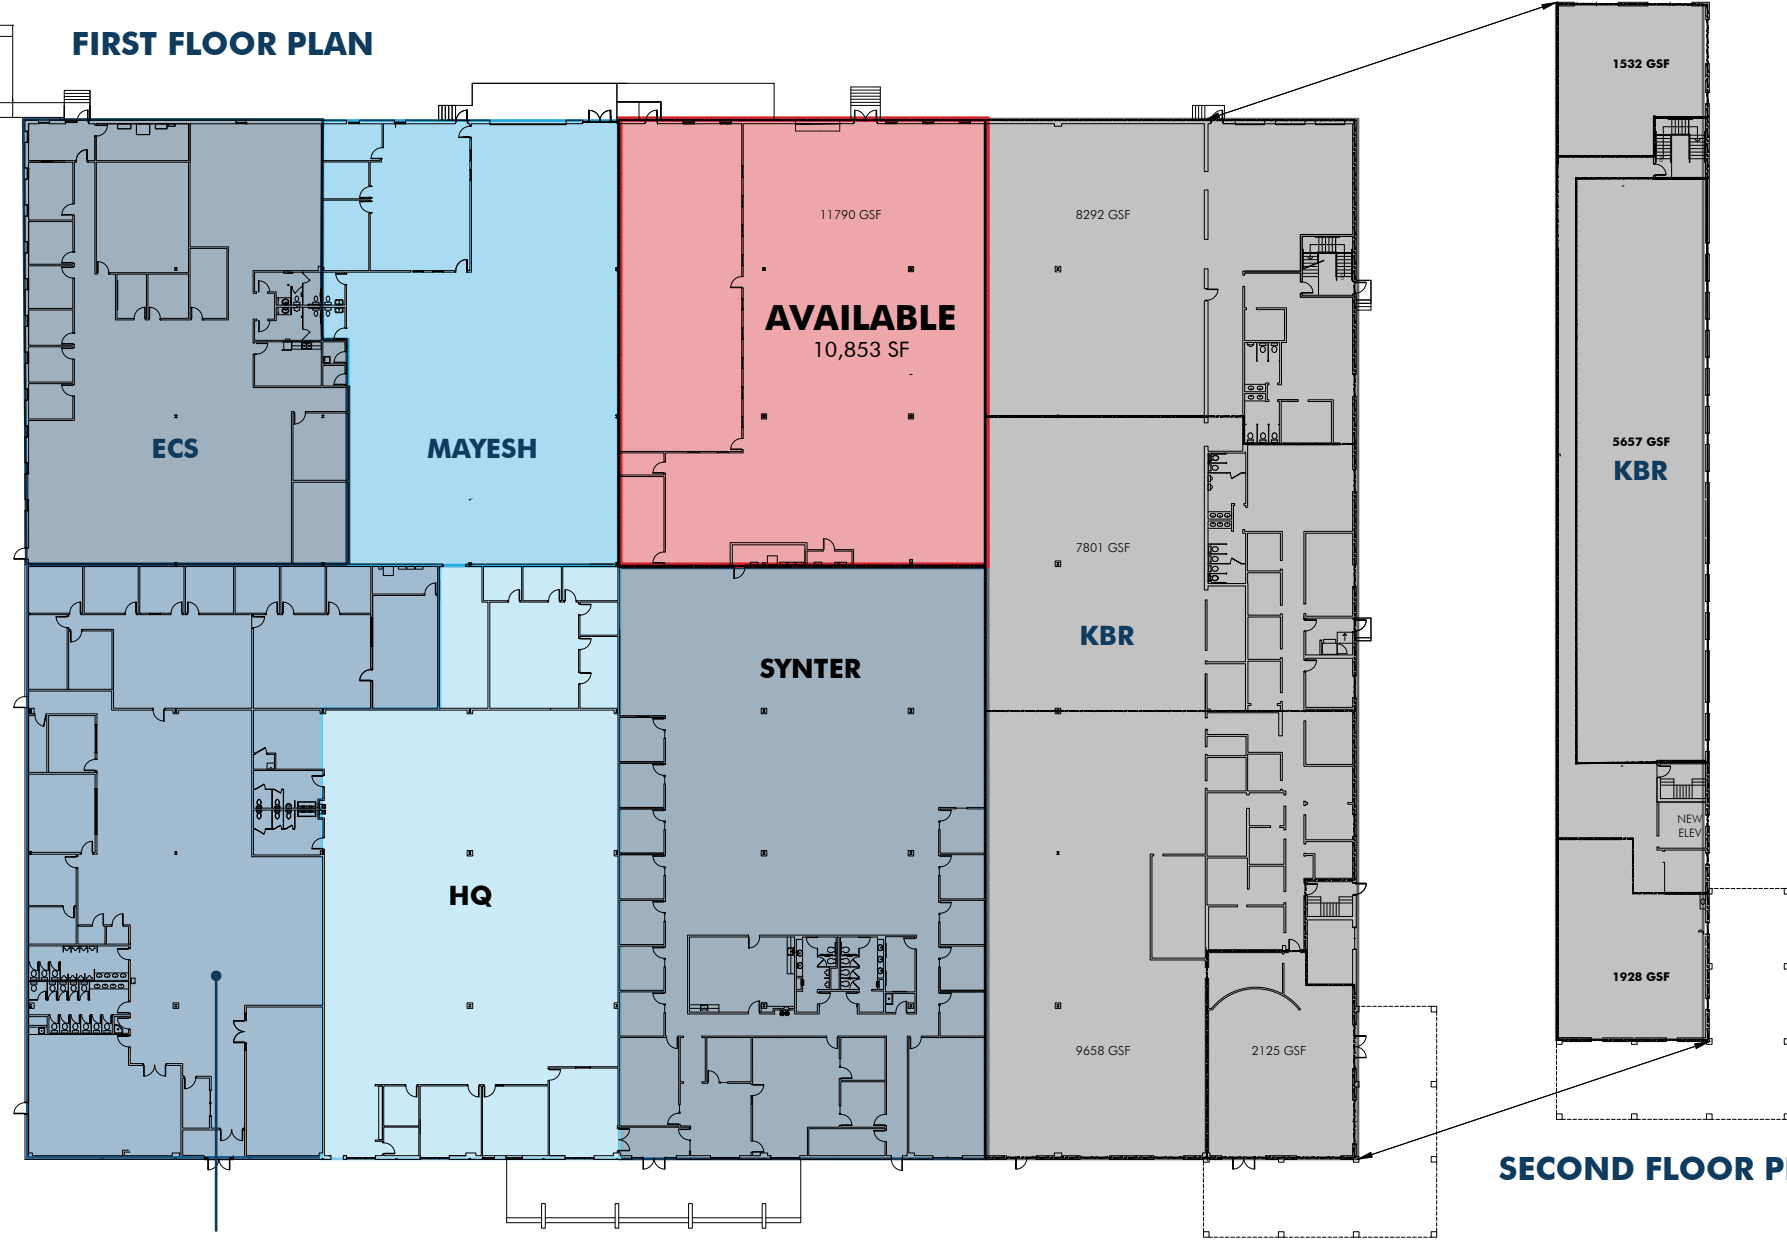 FIRST FLOOR PLAN
1532 GSF
11790 GSF
8292 GSF
AVAILABLE
10,853 SF
ECS
MAYESH
5657 GSF
KBR
7801 GSF
KBR
SYNTER
NEW
ELEV
HQ
1928 GSF
9658 GSF
2125 GSF
SECOND FLOOR P